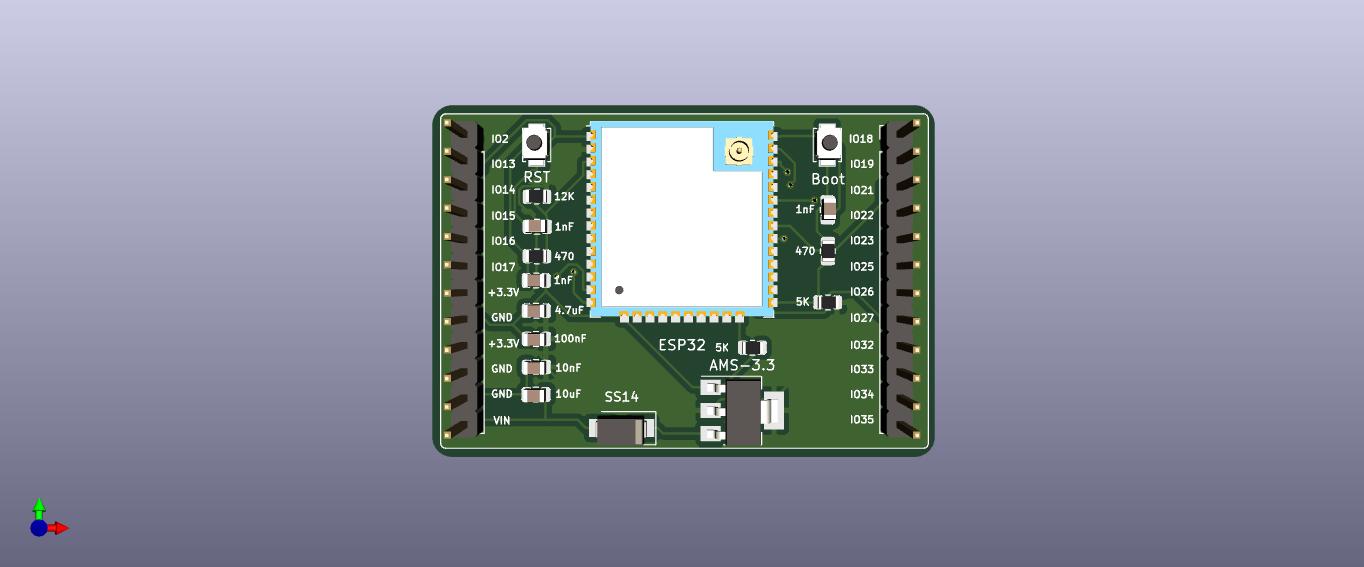 IO2
IO13
IO14
IO15
IO16
IO17
+3.3V
GND
+3.3V
GND
GND
VIN
RST
12K
1nF
470
1nF
4.7uF
100nF
10nF
10uF
SS14
ESP32
5K
AMS-3.3
Boot
1nF
470
5K
IO18
IO19
IO21
IO22
IO23
IO25
IO26
IO27
IO32
IO33
IO34
IO35